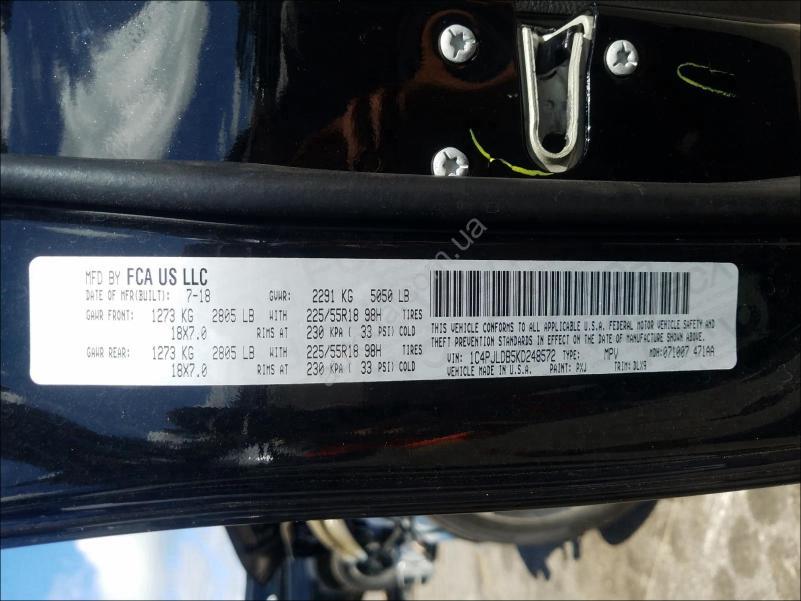 MFD BY FCA US LLC
DATE OF MFR(BUILT): 7-18 GVWR: 2291 KG 5050 LB
GAWR FRONT: 1273 KG 2805 LB WITH 225/55R18 98H TIRES
18X7.0 RIMS AT 230 KPA ( 33 PSI) COLD
GAWR REAR: 1273 KG 2805 LB WITH 225/55R18 98H TIRES
18X7.0 RIMS AT 230 KPA ( 33 PSI) COLD
THIS VEHICLE CONFORMS TO ALL APPLICABLE U.S.A. FEDERAL MOTOR VEHICLE SAFETY AND
THEFT PREVENTION STANDARDS IN EFFECT ON THE DATE OF MANUFACTURE SHOWN ABOVE.
VIN: 1C4PJLDB5KD248572 TYPE: MPV MDH:071007 471AA
VEHICLE MADE IN U.S.A. PAINT: PXJ TRIM: DLX9